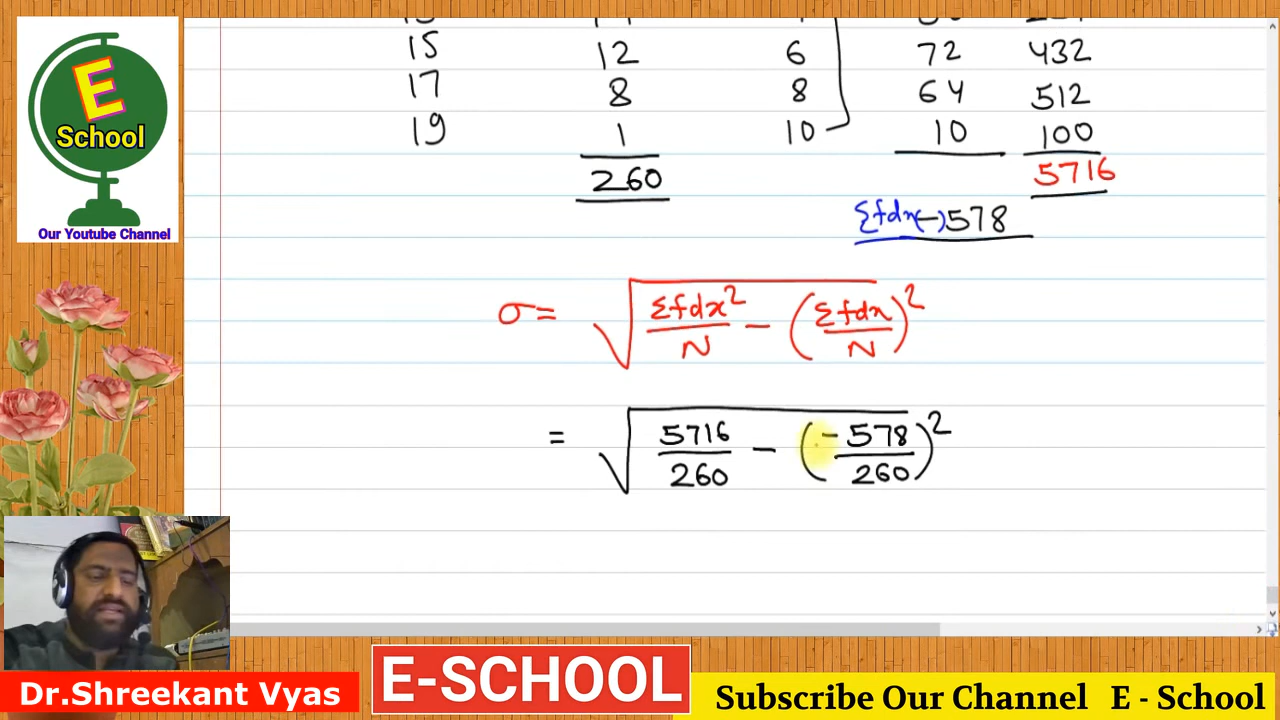 E
School
Our Youtube Channel
15 12 6 72 432
17 8 8 64 512
19 1 10 10 100
260 5716
Σfdx (-) 578
σ = √ Σfdx² / N - ( Σfdx / N )²
= √ 5716 / 260 - ( -578 / 260 )²
Dr.Shreekant Vyas
E-SCHOOL
Subscribe Our Channel E - School